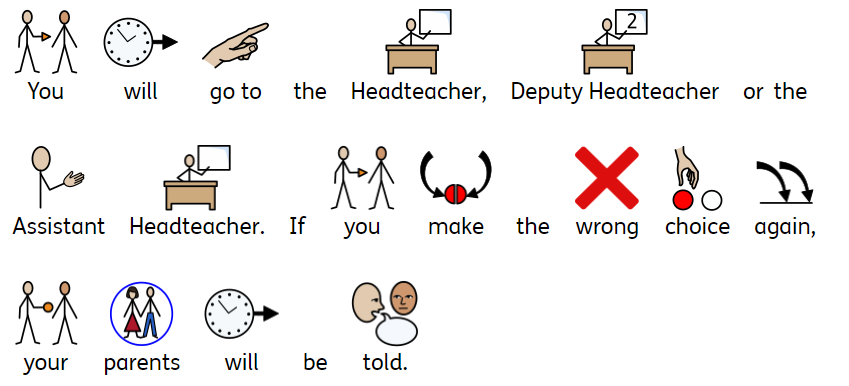 2
You will go to the Headteacher, Deputy Headteacher or the
Assistant Headteacher. If you make the wrong choice again,
your parents will be told.